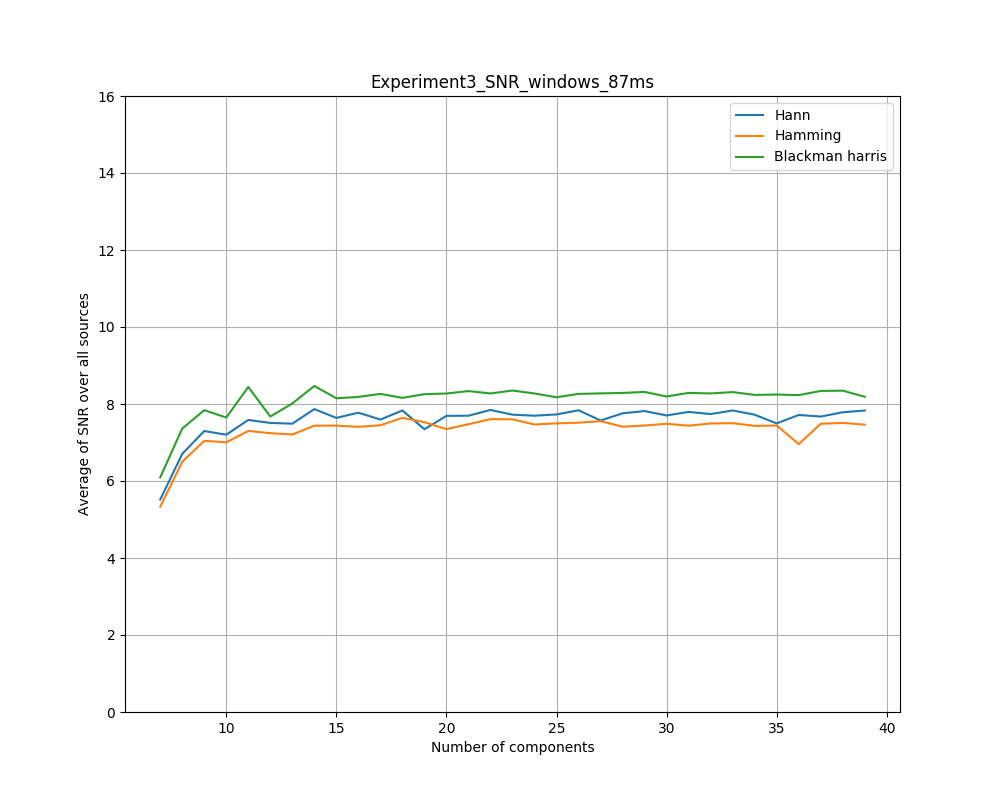 Experiment3_SNR_windows_87ms
16
14
12
10
8
6
4
2
0
Average of SNR over all sources
Hann
Hamming
Blackman harris
10 15 20 25 30 35 40
Number of components